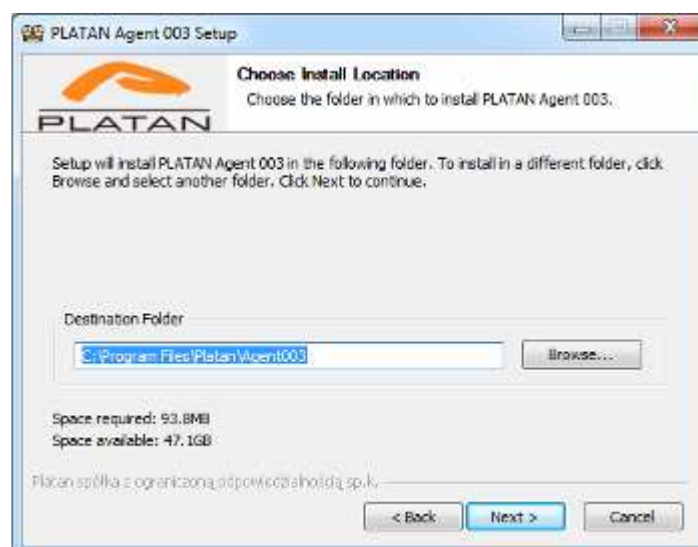 PLATAN Agent 003 Setup
Choose Install Location
Choose the folder in which to install PLATAN Agent 003.
PLATAN
Setup will install PLATAN Agent 003 in the following folder. To install in a different folder, click
Browse and select another folder. Click Next to continue.
Destination Folder
C:\Program Files\Platan\Agent003
Browse...
Space required: 93.8MB
Space available: 47.1GB
Platan spółka z ograniczoną odpowiedzialnością sp.k.
< Back
Next >
Cancel